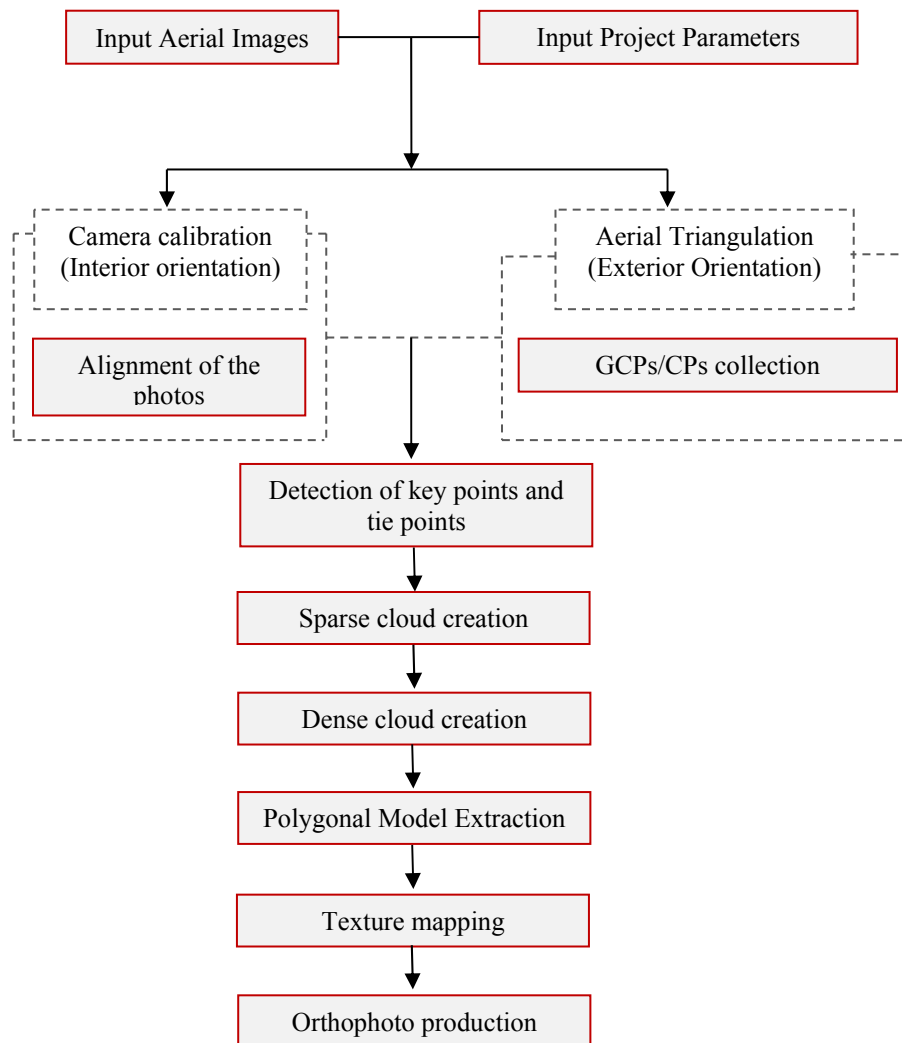 Input Aerial Images
Input Project Parameters
Camera calibration
(Interior orientation)
Aerial Triangulation
(Exterior Orientation)
Alignment of the
photos
GCPs/CPs collection
Detection of key points and
tie points
Sparse cloud creation
Dense cloud creation
Polygonal Model Extraction
Texture mapping
Orthophoto production